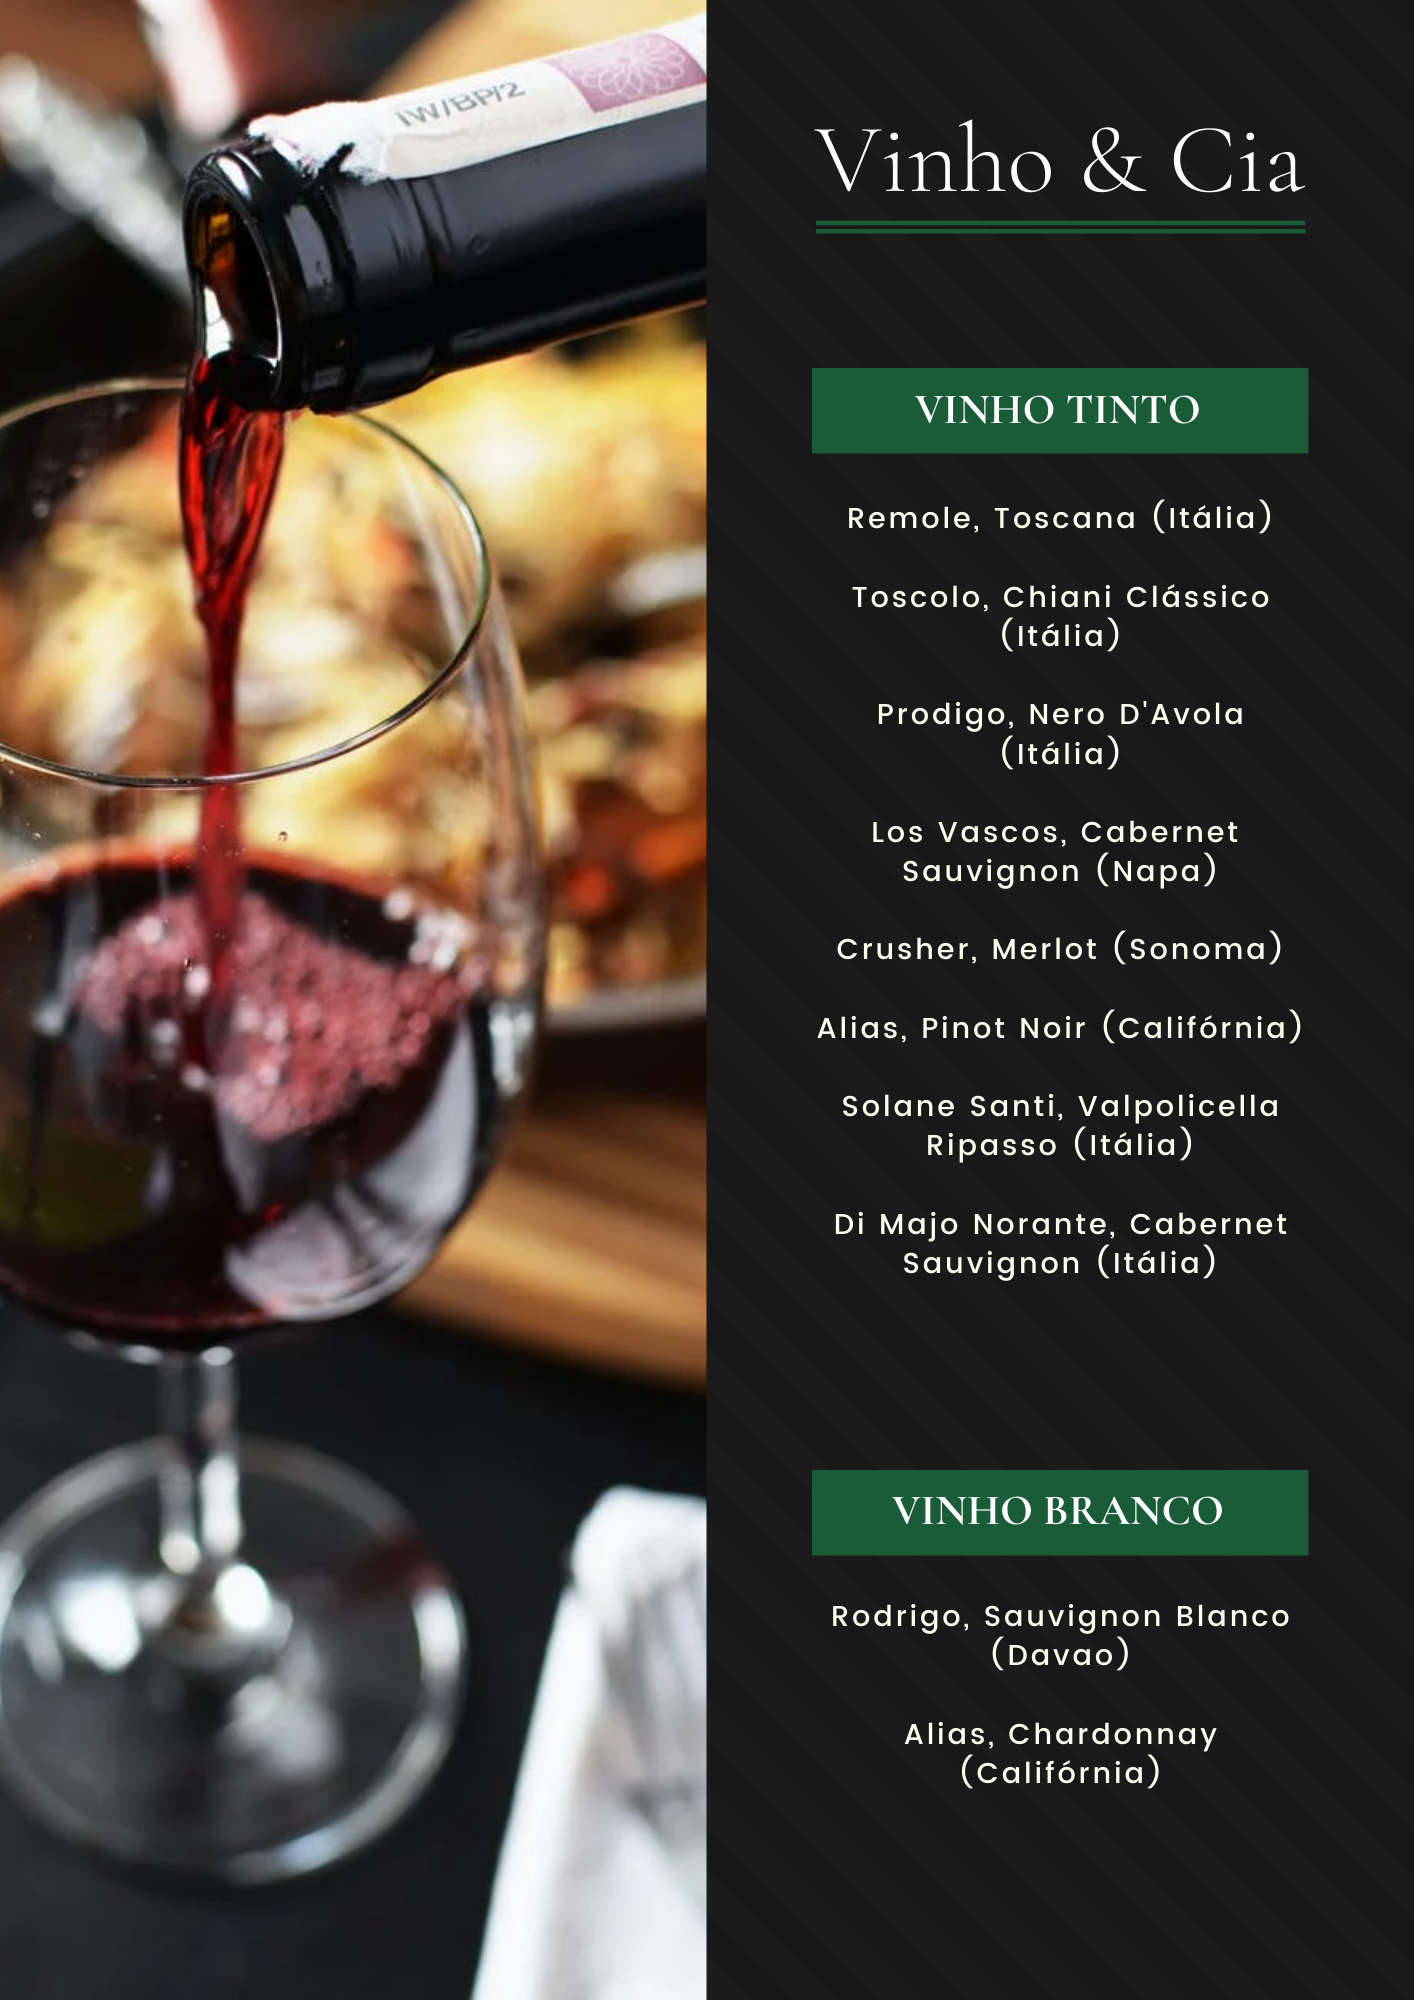 IW/BP/2
Vinho & Cia
VINHO TINTO
Remole, Toscana (Itália)
Toscolo, Chiani Clássico
(Itália)
Prodigo, Nero D'Avola
(Itália)
Los Vascos, Cabernet
Sauvignon (Napa)
Crusher, Merlot (Sonoma)
Alias, Pinot Noir (Califórnia)
Solane Santi, Valpolicella
Ripasso (Itália)
Di Majo Norante, Cabernet
Sauvignon (Itália)
VINHO BRANCO
Rodrigo, Sauvignon Blanco
(Davao)
Alias, Chardonnay
(Califórnia)